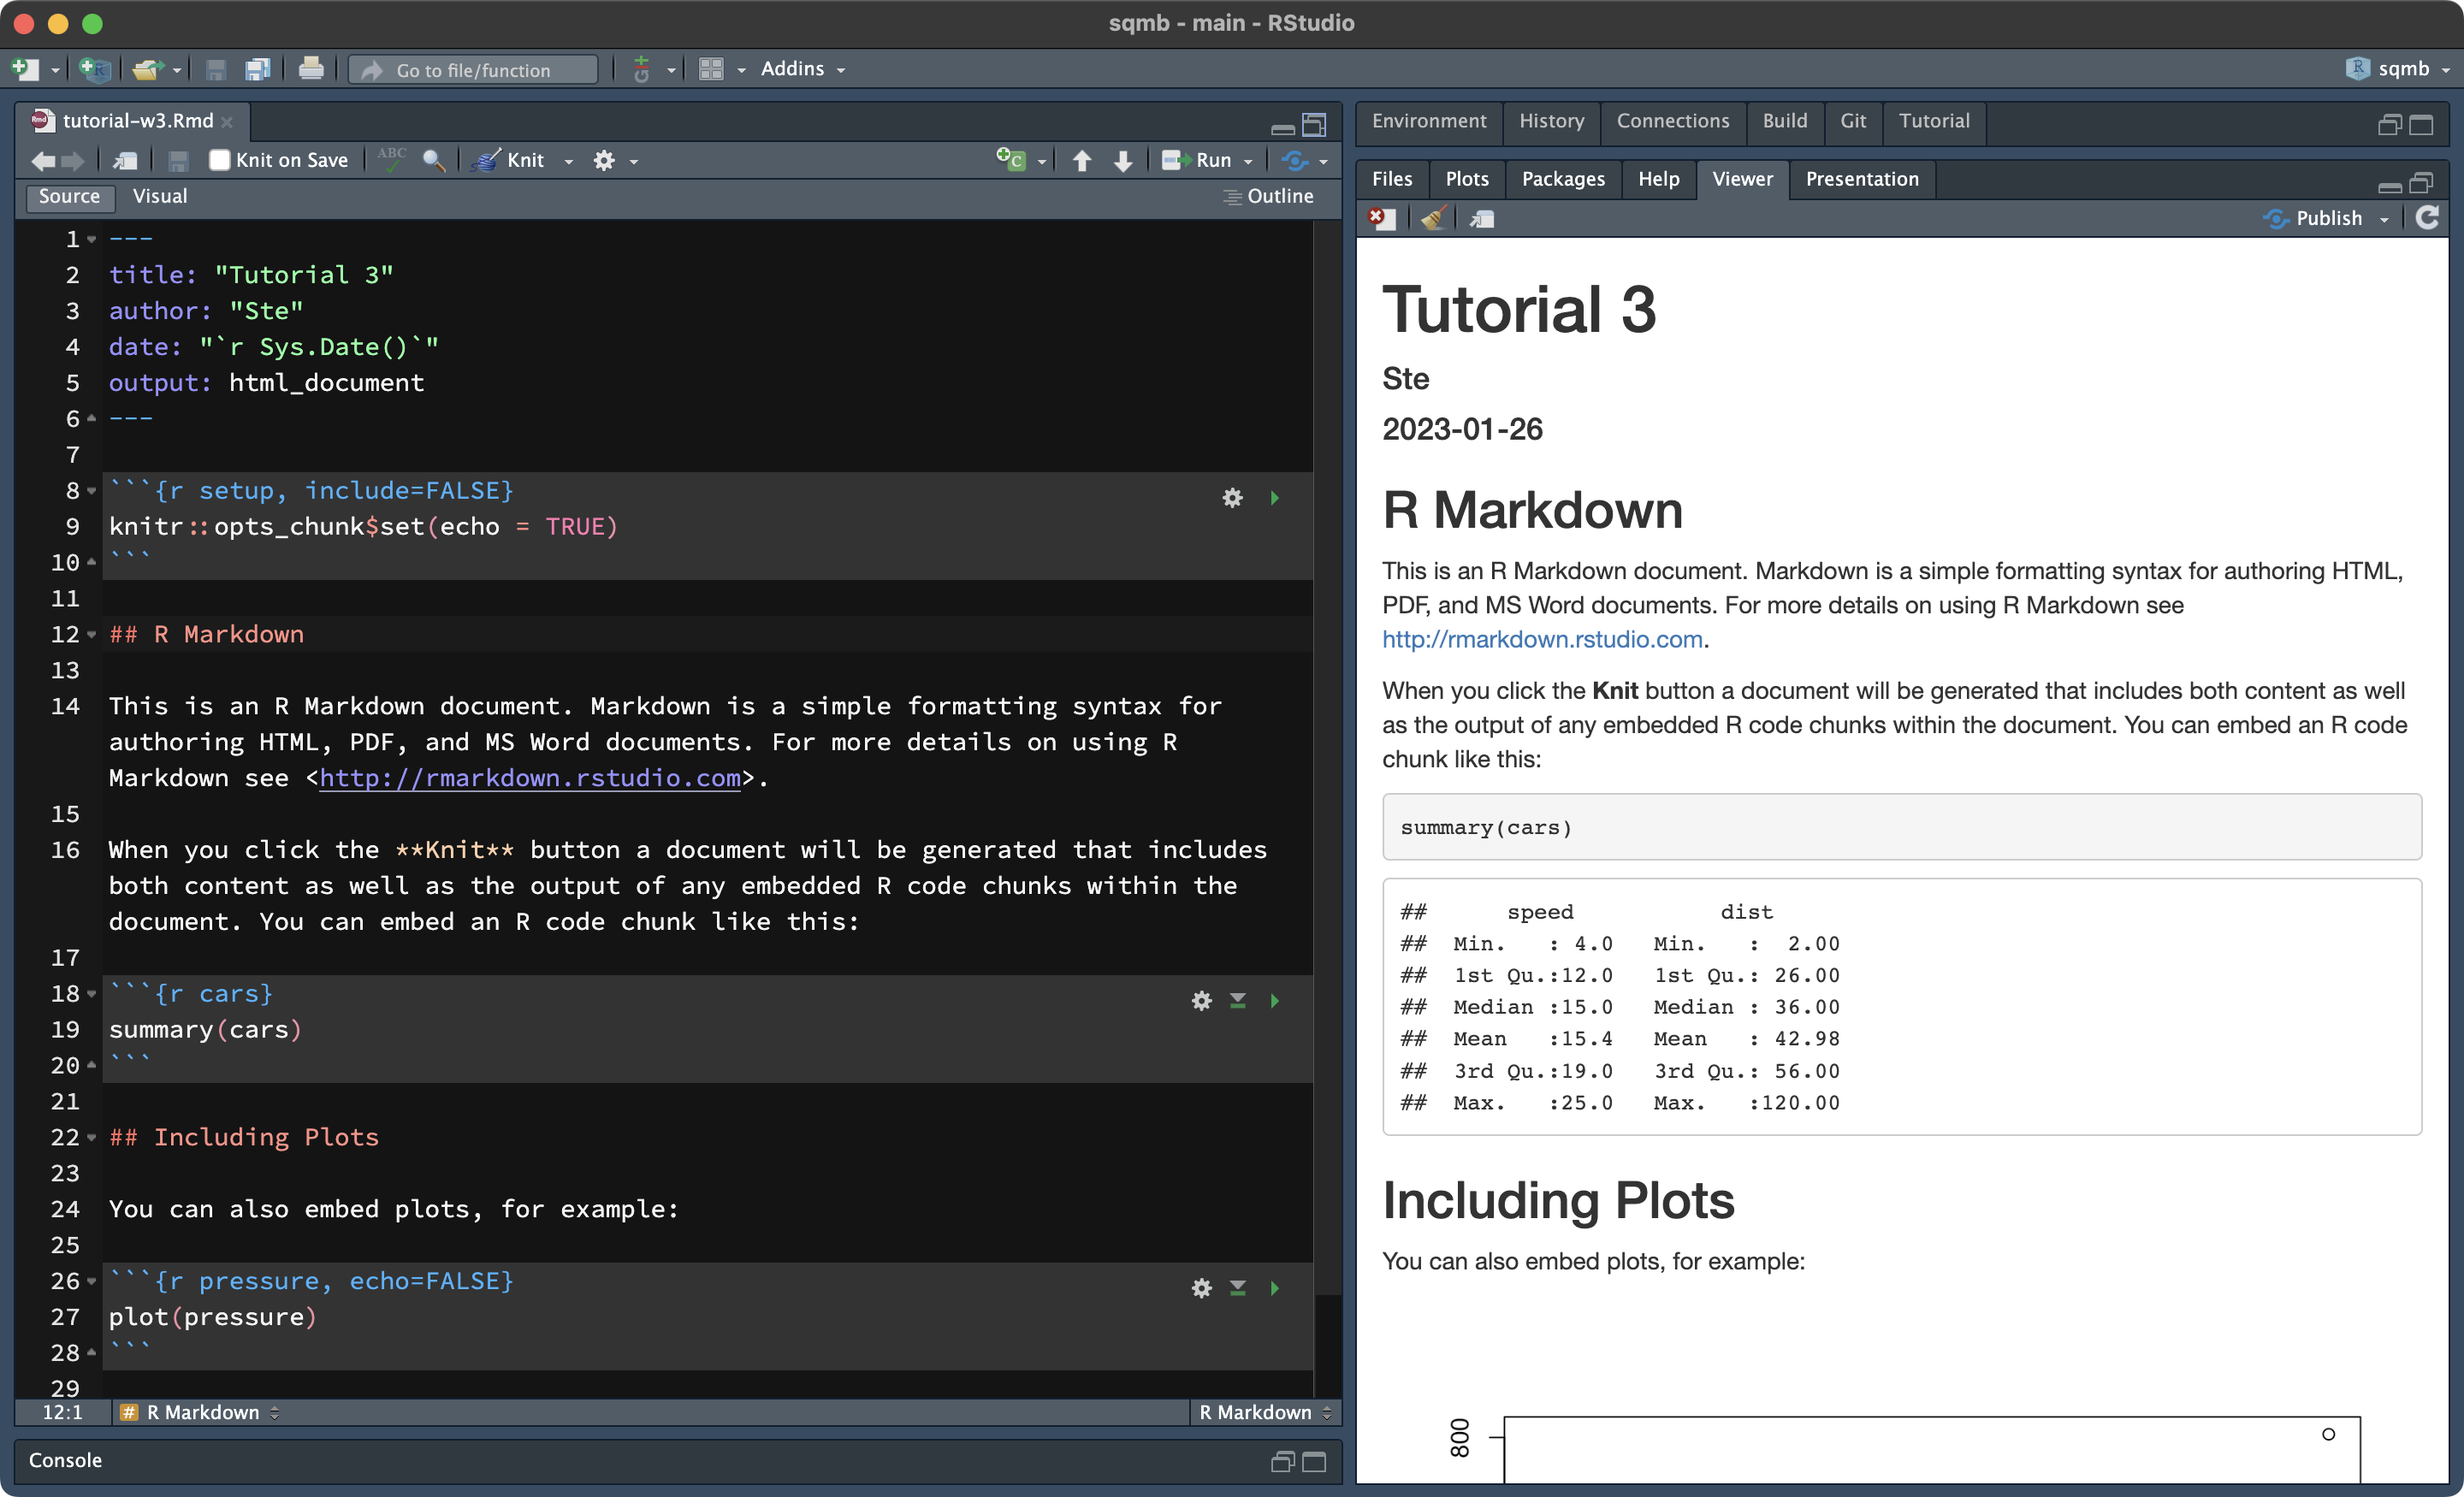 sqmb - main - RStudio
Go to file/function
Addins
sqmb
tutorial-w3.Rmd
Knit on Save
ABC
Knit
Run
Source
Visual
Outline
1 ---
2 title: "Tutorial 3"
3 author: "Ste"
4 date: "`r Sys.Date()`"
5 output: html_document
6 ---
7
8 ```{r setup, include=FALSE}
9 knitr::opts_chunk$set(echo = TRUE)
10 ```
11
12 ## R Markdown
13
14 This is an R Markdown document. Markdown is a simple formatting syntax for
authoring HTML, PDF, and MS Word documents. For more details on using R
Markdown see <http://rmarkdown.rstudio.com>.
15
16 When you click the **Knit** button a document will be generated that includes
both content as well as the output of any embedded R code chunks within the
document. You can embed an R code chunk like this:
17
18 ```{r cars}
19 summary(cars)
20 ```
21
22 ## Including Plots
23
24 You can also embed plots, for example:
25
26 ```{r pressure, echo=FALSE}
27 plot(pressure)
28 ```
29
12:1
# R Markdown
R Markdown
Console
Environment
History
Connections
Build
Git
Tutorial
Files
Plots
Packages
Help
Viewer
Presentation
Publish
Tutorial 3
Ste
2023-01-26
R Markdown
This is an R Markdown document. Markdown is a simple formatting syntax for authoring HTML,
PDF, and MS Word documents. For more details on using R Markdown see
http://rmarkdown.rstudio.com.
When you click the Knit button a document will be generated that includes both content as well
as the output of any embedded R code chunks within the document. You can embed an R code
chunk like this:
summary(cars)
##      speed           dist
##  Min.   : 4.0   Min.   :  2.00
##  1st Qu.:12.0   1st Qu.: 26.00
##  Median :15.0   Median : 36.00
##  Mean   :15.4   Mean   : 42.98
##  3rd Qu.:19.0   3rd Qu.: 56.00
##  Max.   :25.0   Max.   :120.00
Including Plots
You can also embed plots, for example:
800